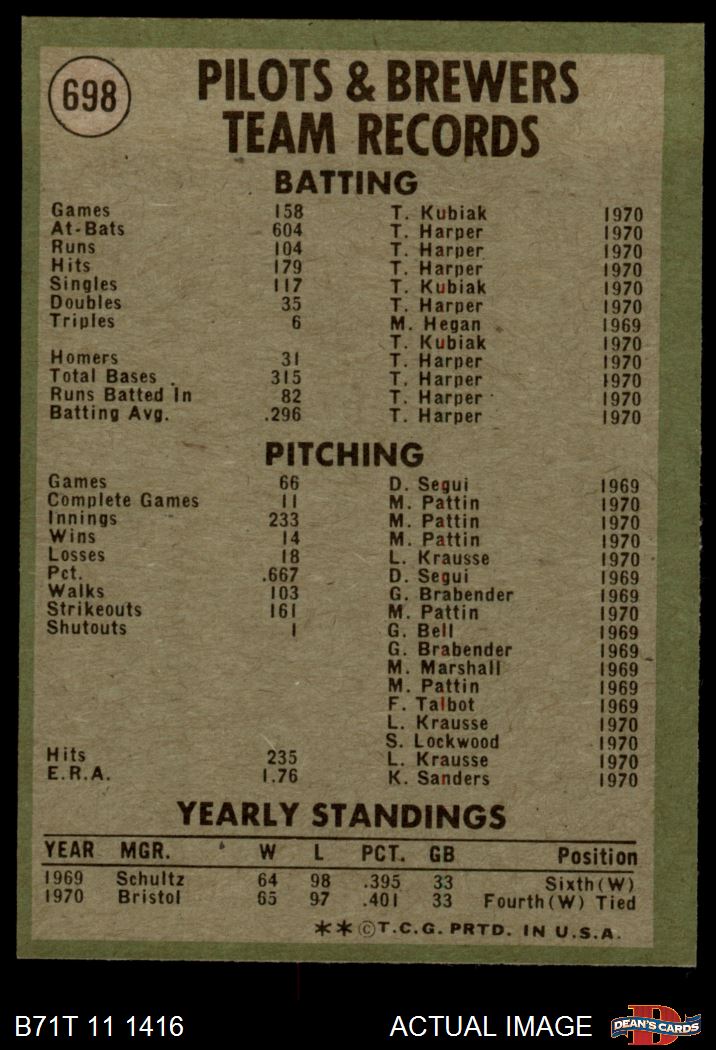 698
PILOTS & BREWERS
TEAM RECORDS
BATTING
Games 158 T. Kubiak 1970
At-Bats 604 T. Harper 1970
Runs 104 T. Harper 1970
Hits 179 T. Harper 1970
Singles 117 T. Kubiak 1970
Doubles 35 T. Harper 1970
Triples 6 M. Hegan 1969
T. Kubiak 1970
Homers 31 T. Harper 1970
Total Bases 315 T. Harper 1970
Runs Batted In 82 T. Harper 1970
Batting Avg. .296 T. Harper 1970
PITCHING
Games 66 D. Segui 1969
Complete Games 11 M. Pattin 1970
Innings 233 M. Pattin 1970
Wins 14 M. Pattin 1970
Losses 18 L. Krausse 1970
Pct. .667 D. Segui 1969
Walks 103 G. Brabender 1969
Strikeouts 161 M. Pattin 1970
Shutouts 1 G. Bell 1969
G. Brabender 1969
M. Marshall 1969
M. Pattin 1969
F. Talbot 1969
L. Krausse 1970
S. Lockwood 1970
Hits 235 L. Krausse 1970
E.R.A. 1.76 K. Sanders 1970
YEARLY STANDINGS
YEAR MGR. W L PCT. GB Position
1969 Schultz 64 98 .395 33 Sixth(W)
1970 Bristol 65 97 .401 33 Fourth(W) Tied
**©T.C.G. PRTD. IN U.S.A.
B71T 11 1416 ACTUAL IMAGE D DEAN'S CARDS